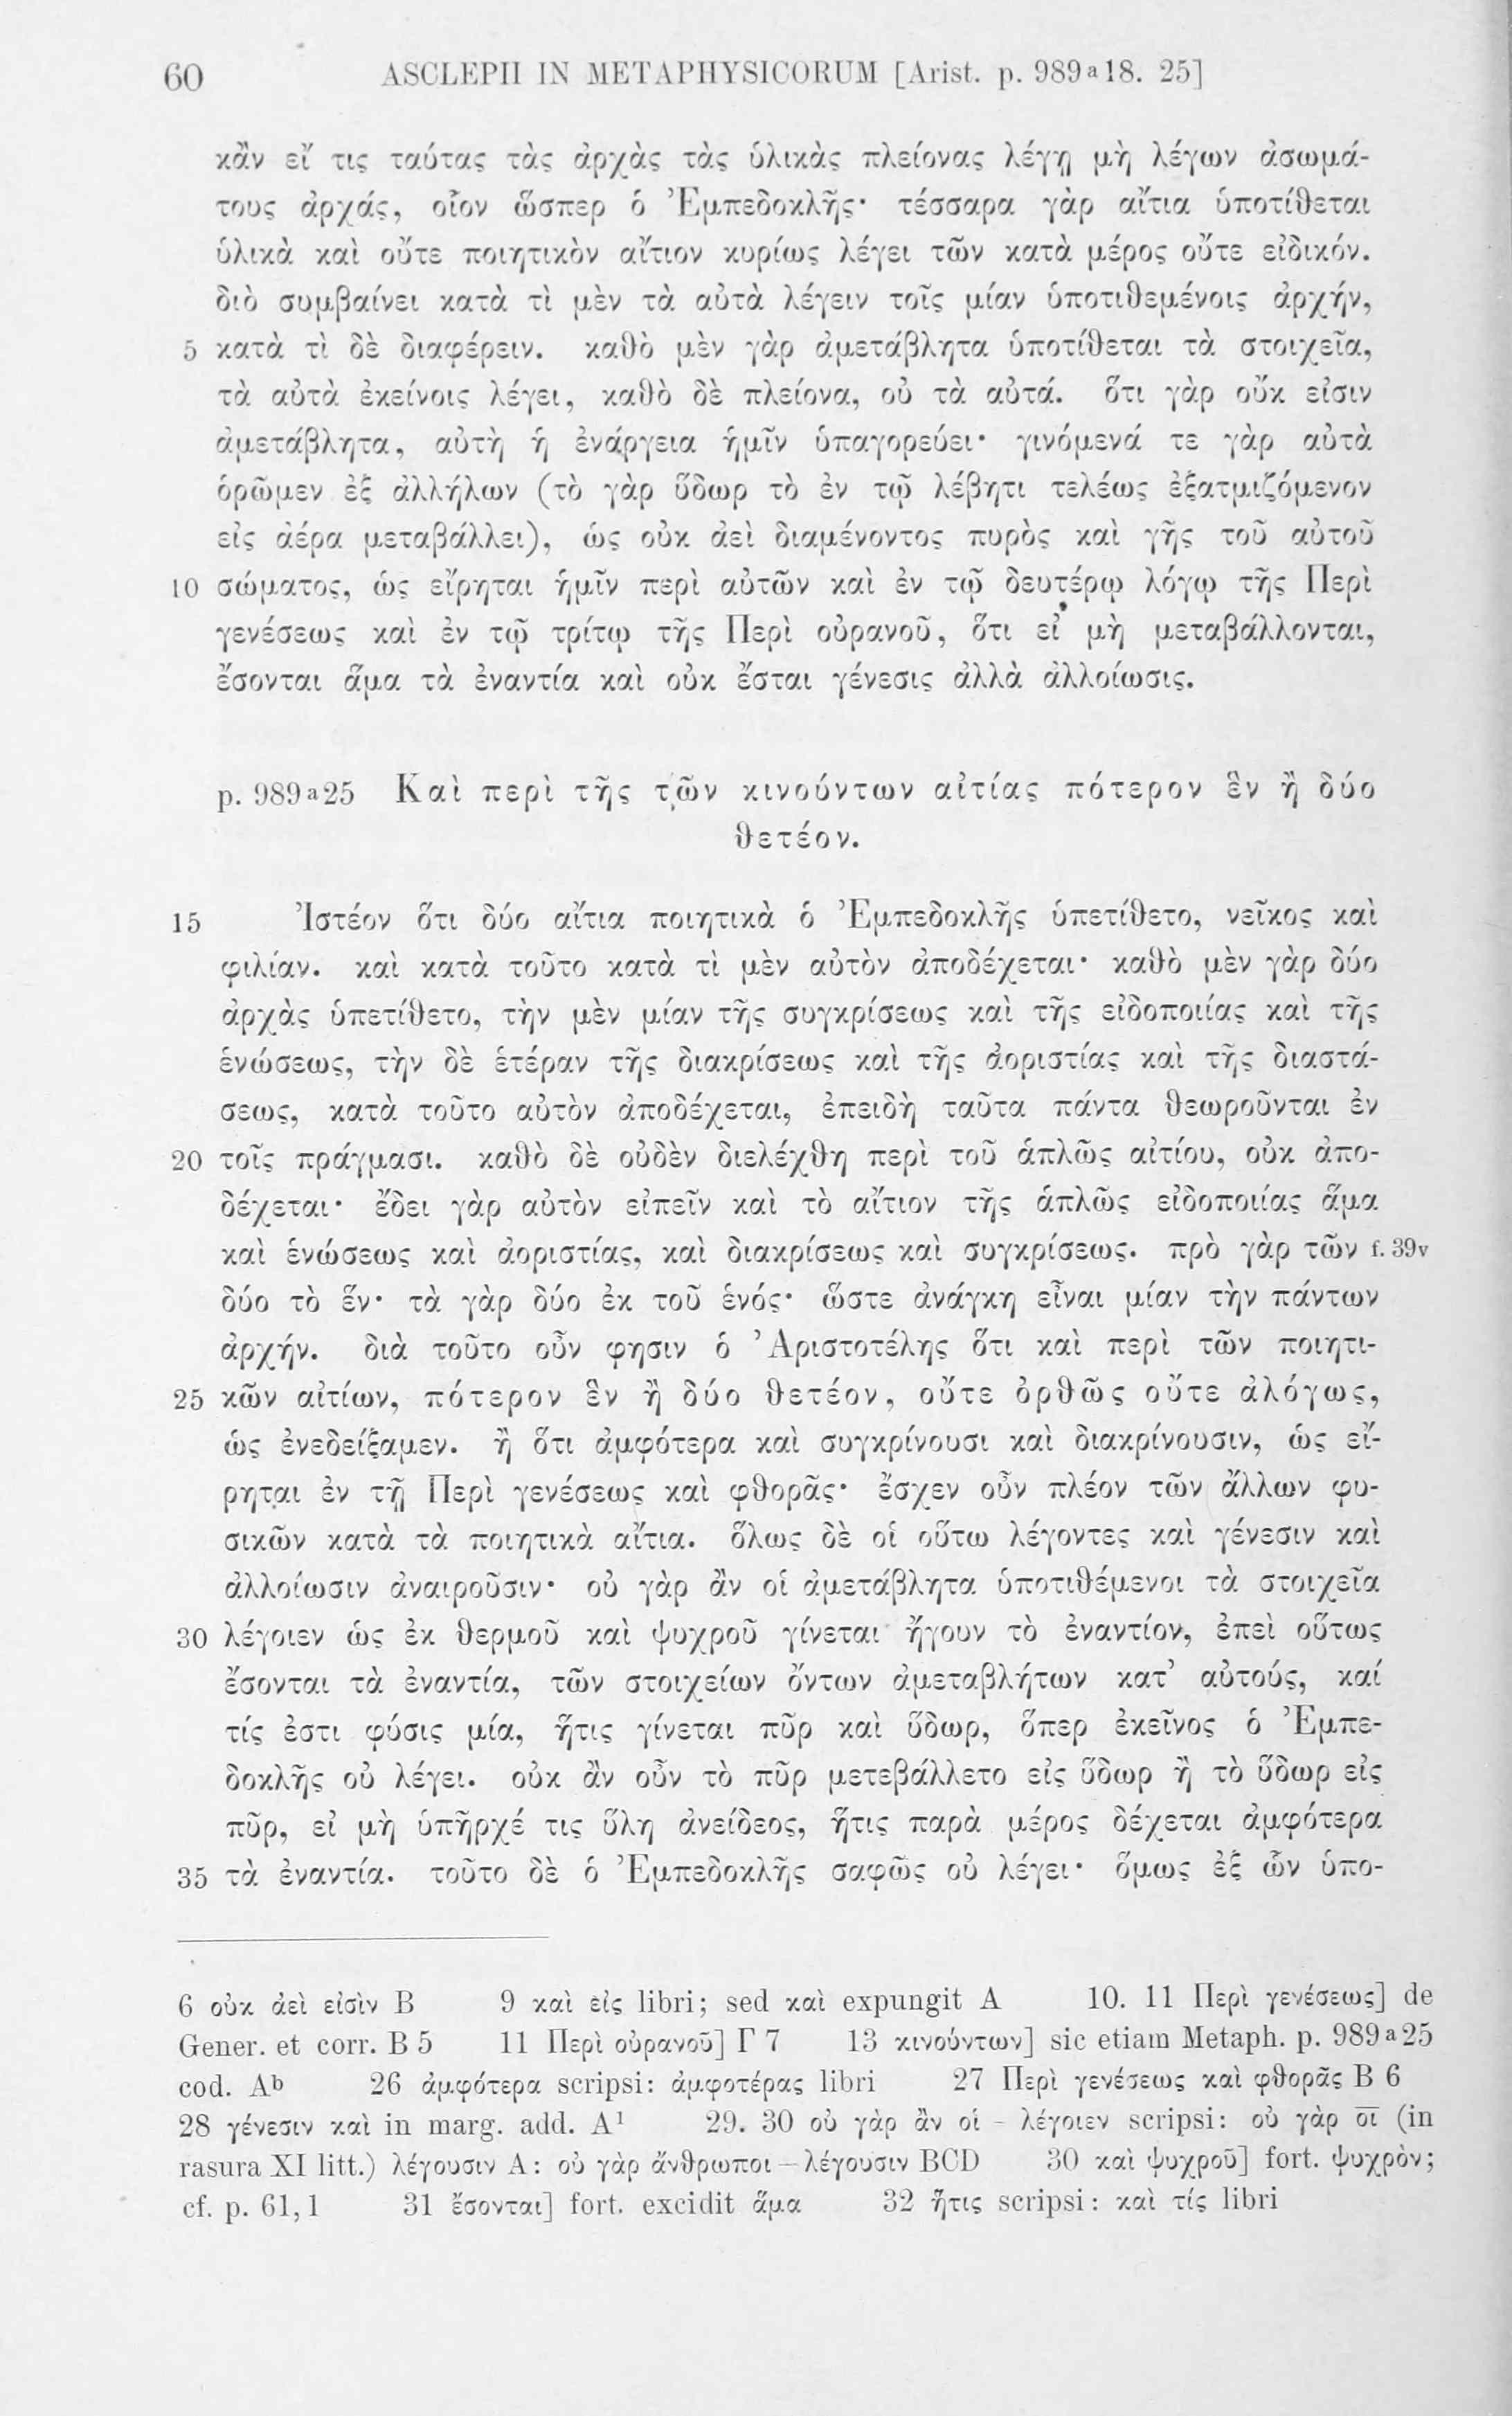 60 ASCLEPII IN METAPHYSICORUM [Arist. p. 989a18. 25]
κἂν εἴ τις ταύτας τὰς ἀρχὰς τὰς ὑλικὰς πλείονας λέγῃ μὴ λέγων ἀσωμά-
τους ἀρχάς, οἷον ὥσπερ ὁ Ἐμπεδοκλῆς· τέσσαρα γὰρ αἴτια ὑποτίθεται
ὑλικὰ καὶ οὔτε ποιητικὸν αἴτιον κυρίως λέγει τῶν κατὰ μέρος οὔτε εἰδικόν.
διὸ συμβαίνει κατὰ τὶ μὲν τὰ αὐτὰ λέγειν τοῖς μίαν ὑποτιθεμένοις ἀρχήν,
5 κατὰ τὶ δὲ διαφέρειν. καθὸ μὲν γὰρ ἀμετάβλητα ὑποτίθεται τὰ στοιχεῖα,
τὰ αὐτὰ ἐκείνοις λέγει, καθὸ δὲ πλείονα, οὐ τὰ αὐτά. ὅτι γὰρ οὔκ εἰσιν
ἀμετάβλητα, αὐτὴ ἡ ἐνάργεια ἡμῖν ὑπαγορεύει· γινόμενά τε γὰρ αὐτὰ
ὁρῶμεν ἐξ ἀλλήλων (τὸ γὰρ ὕδωρ τὸ ἐν τῷ λέβητι τελέως ἐξατμιζόμενον
εἰς ἀέρα μεταβάλλει), ὡς οὐκ ἀεὶ διαμένοντος πυρὸς καὶ γῆς τοῦ αὐτοῦ
10 σώματος, ὡς εἴρηται ἡμῖν περὶ αὐτῶν καὶ ἐν τῷ δευτέρῳ λόγῳ τῆς Περὶ
γενέσεως καὶ ἐν τῷ τρίτῳ τῆς Περὶ οὐρανοῦ, ὅτι εἰ μὴ μεταβάλλονται,
ἔσονται ἅμα τὰ ἐναντία καὶ οὐκ ἔσται γένεσις ἀλλὰ ἀλλοίωσις.
p. 989a25 Καὶ περὶ τῆς τῶν κινούντων αἰτίας πότερον ἓν ἢ δύο
θετέον.
15 Ἰστέον ὅτι δύο αἴτια ποιητικὰ ὁ Ἐμπεδοκλῆς ὑπετίθετο, νεῖκος καὶ
φιλίαν. καὶ κατὰ τοῦτο κατὰ τὶ μὲν αὐτὸν ἀποδέχεται· καθὸ μὲν γὰρ δύο
ἀρχὰς ὑπετίθετο, τὴν μὲν μίαν τῆς συγκρίσεως καὶ τῆς εἰδοποιίας καὶ τῆς
ἑνώσεως, τὴν δὲ ἑτέραν τῆς διακρίσεως καὶ τῆς ἀοριστίας καὶ τῆς διαστά-
σεως, κατὰ τοῦτο αὐτὸν ἀποδέχεται, ἐπειδὴ ταῦτα πάντα θεωροῦνται ἐν
20 τοῖς πράγμασι. καθὸ δὲ οὐδὲν διελέχθη περὶ τοῦ ἁπλῶς αἰτίου, οὐκ ἀπο-
δέχεται· ἔδει γὰρ αὐτὸν εἰπεῖν καὶ τὸ αἴτιον τῆς ἁπλῶς εἰδοποιίας ἅμα
καὶ ἑνώσεως καὶ ἀοριστίας, καὶ διακρίσεως καὶ συγκρίσεως. πρὸ γὰρ τῶν f. 39v
δύο τὸ ἕν· τὰ γὰρ δύο ἐκ τοῦ ἑνός· ὥστε ἀνάγκη εἶναι μίαν τὴν πάντων
ἀρχήν. διὰ τοῦτο οὖν φησιν ὁ Ἀριστοτέλης ὅτι καὶ περὶ τῶν ποιητι-
25 κῶν αἰτίων, πότερον ἓν ἢ δύο θετέον, οὔτε ὀρθῶς οὔτε ἀλόγως,
ὡς ἐνεδείξαμεν. ἢ ὅτι ἀμφότερα καὶ συγκρίνουσι καὶ διακρίνουσιν, ὡς εἴ-
ρηται ἐν τῇ Περὶ γενέσεως καὶ φθορᾶς· ἔσχεν οὖν πλέον τῶν ἄλλων φυ-
σικῶν κατὰ τὰ ποιητικὰ αἴτια. ὅλως δὲ οἱ οὕτω λέγοντες καὶ γένεσιν καὶ
ἀλλοίωσιν ἀναιροῦσιν· οὐ γὰρ ἂν οἱ ἀμετάβλητα ὑποτιθέμενοι τὰ στοιχεῖα
30 λέγοιεν ὡς ἐκ θερμοῦ καὶ ψυχροῦ γίνεται ἤγουν τὸ ἐναντίον, ἐπεὶ οὕτως
ἔσονται τὰ ἐναντία, τῶν στοιχείων ὄντων ἀμεταβλήτων κατ' αὐτούς, καί
τίς ἐστι φύσις μία, ἥτις γίνεται πῦρ καὶ ὕδωρ, ὅπερ ἐκεῖνος ὁ Ἐμπε-
δοκλῆς οὐ λέγει. οὐκ ἂν οὖν τὸ πῦρ μετεβάλλετο εἰς ὕδωρ ἢ τὸ ὕδωρ εἰς
πῦρ, εἰ μὴ ὑπῆρχέ τις ὕλη ἀνείδεος, ἥτις παρὰ μέρος δέχεται ἀμφότερα
35 τὰ ἐναντία. τοῦτο δὲ ὁ Ἐμπεδοκλῆς σαφῶς οὐ λέγει· ὅμως ἐξ ὧν ὑπο-
6 οὐκ ἀεὶ εἰσὶν B 9 καὶ εἰς libri; sed καὶ expungit A 10. 11 Περὶ γενέσεως] de
Gener. et corr. B 5 11 Περὶ οὐρανοῦ] Γ 7 13 κινούντων] sic etiam Metaph. p. 989a25
cod. Ab 26 ἀμφότερα scripsi: ἀμφοτέρας libri 27 Περὶ γενέσεως καὶ φθορᾶς B 6
28 γένεσιν καὶ in marg. add. A1 29. 30 οὐ γὰρ ἂν οἱ – λέγοιεν scripsi: οὐ γὰρ οἱ (in
rasura XI litt.) λέγουσιν A: οὐ γὰρ ἄνθρωποι – λέγουσιν BCD 30 καὶ ψυχροῦ] fort. ψυχρὸν;
cf. p. 61,1 31 ἔσονται] fort. excidit ἅμα 32 ἥτις scripsi: καὶ τίς libri